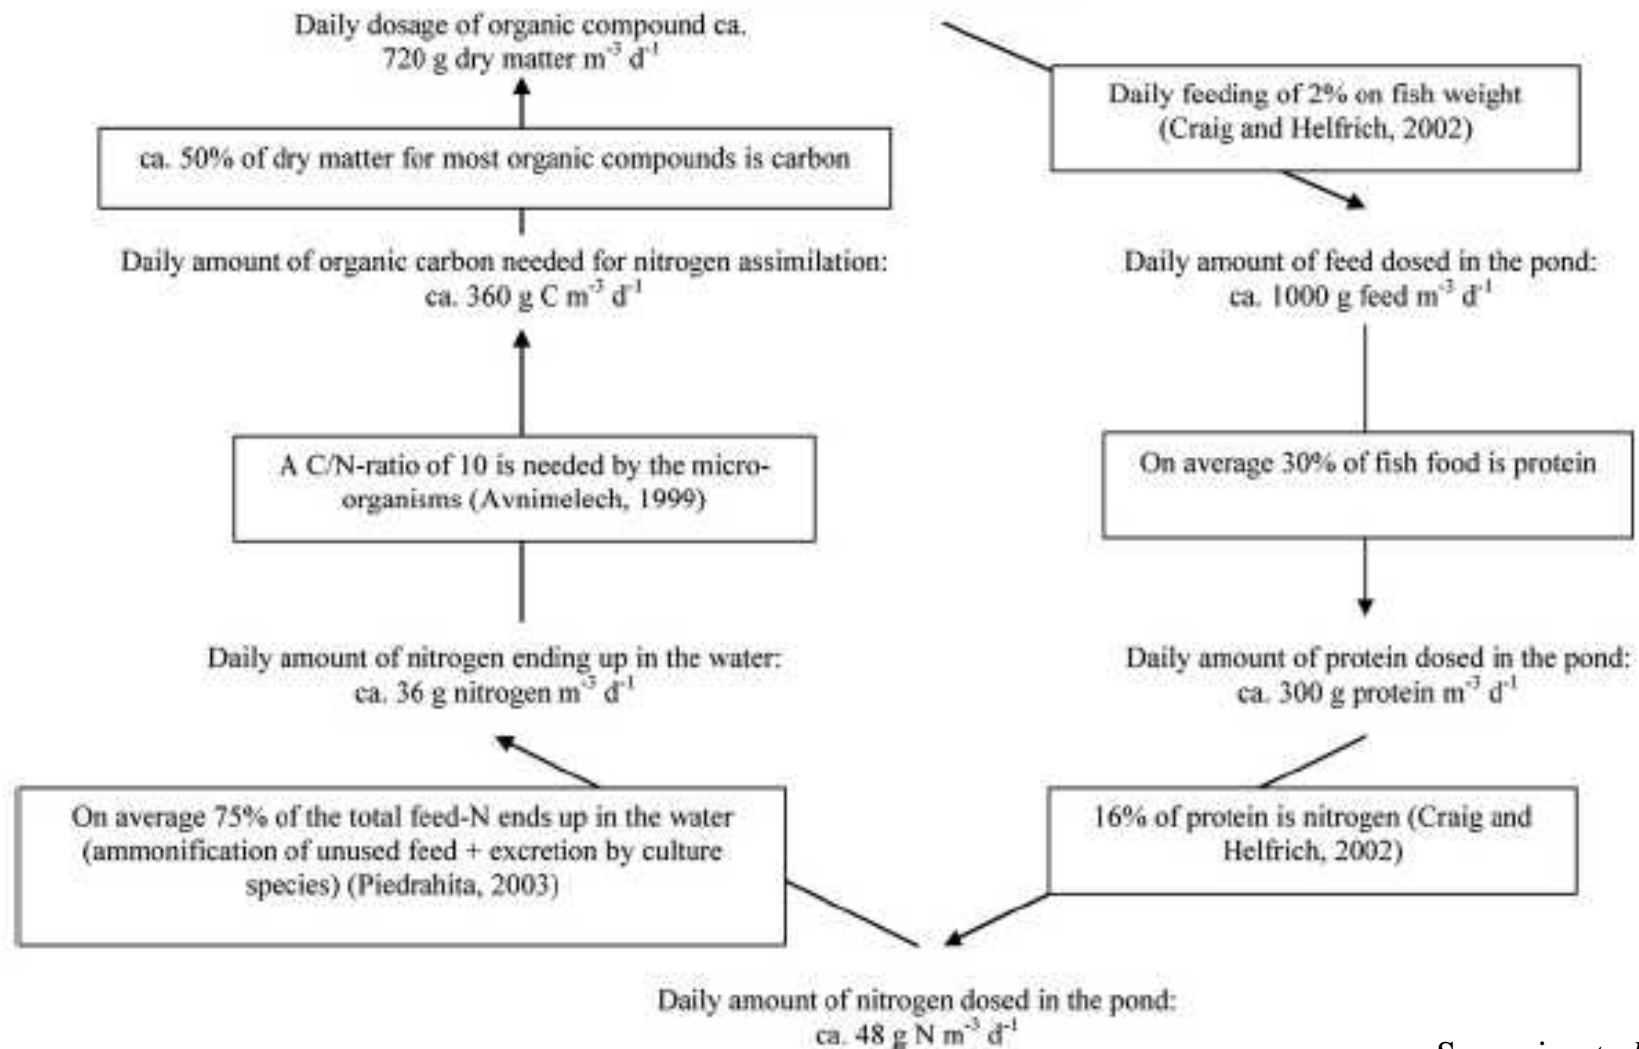 Daily dosage of organic compound ca.
720 g dry matter m⁻³ d⁻¹
Daily feeding of 2% on fish weight
(Craig and Helfrich, 2002)
ca. 50% of dry matter for most organic compounds is carbon
Daily amount of organic carbon needed for nitrogen assimilation:
ca. 360 g C m⁻³ d⁻¹
Daily amount of feed dosed in the pond:
ca. 1000 g feed m⁻³ d⁻¹
A C/N-ratio of 10 is needed by the micro-
organisms (Avnimelech, 1999)
On average 30% of fish food is protein
Daily amount of nitrogen ending up in the water:
ca. 36 g nitrogen m⁻³ d⁻¹
Daily amount of protein dosed in the pond:
ca. 300 g protein m⁻³ d⁻¹
On average 75% of the total feed-N ends up in the water
(ammonification of unused feed + excretion by culture
species) (Piedrahita, 2003)
16% of protein is nitrogen (Craig and
Helfrich, 2002)
Daily amount of nitrogen dosed in the pond:
ca. 48 g N m⁻³ d⁻¹